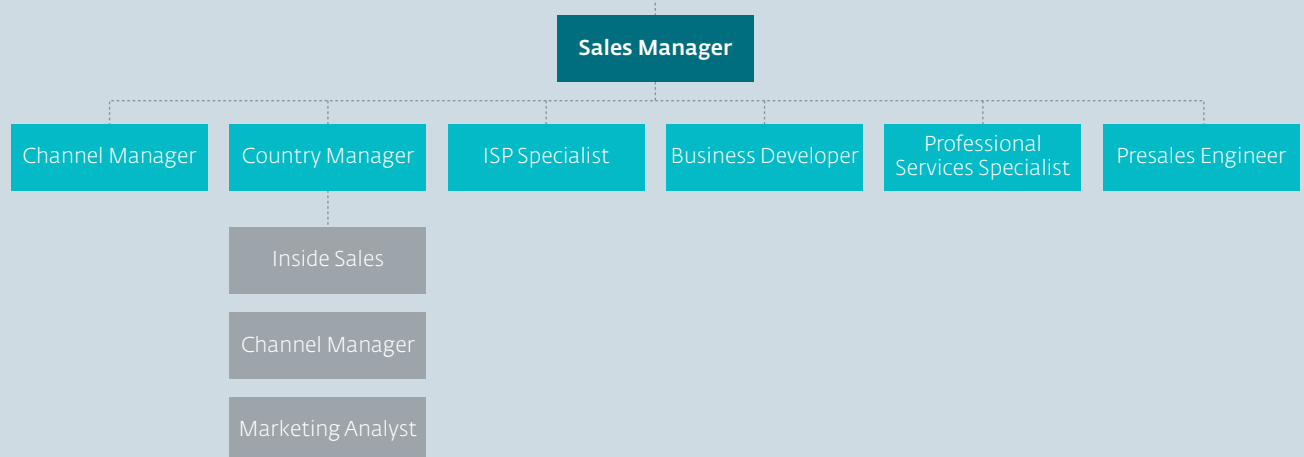 Sales Manager
Channel Manager
Country Manager
ISP Specialist
Business Developer
Professional
Services Specialist
Presales Engineer
Inside Sales
Channel Manager
Marketing Analyst